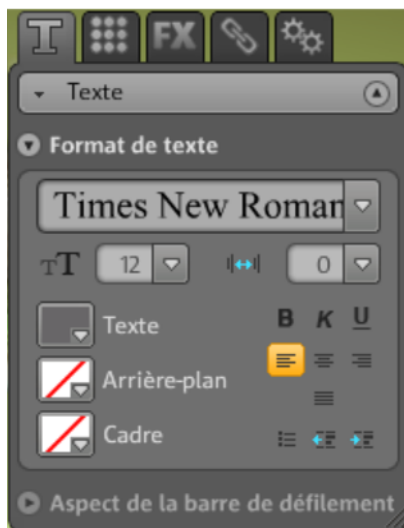 T FX
Texte
Format de texte
Times New Roman
TT 12 0
Texte B K U
Arrière-plan
Cadre
Aspect de la barre de défilement